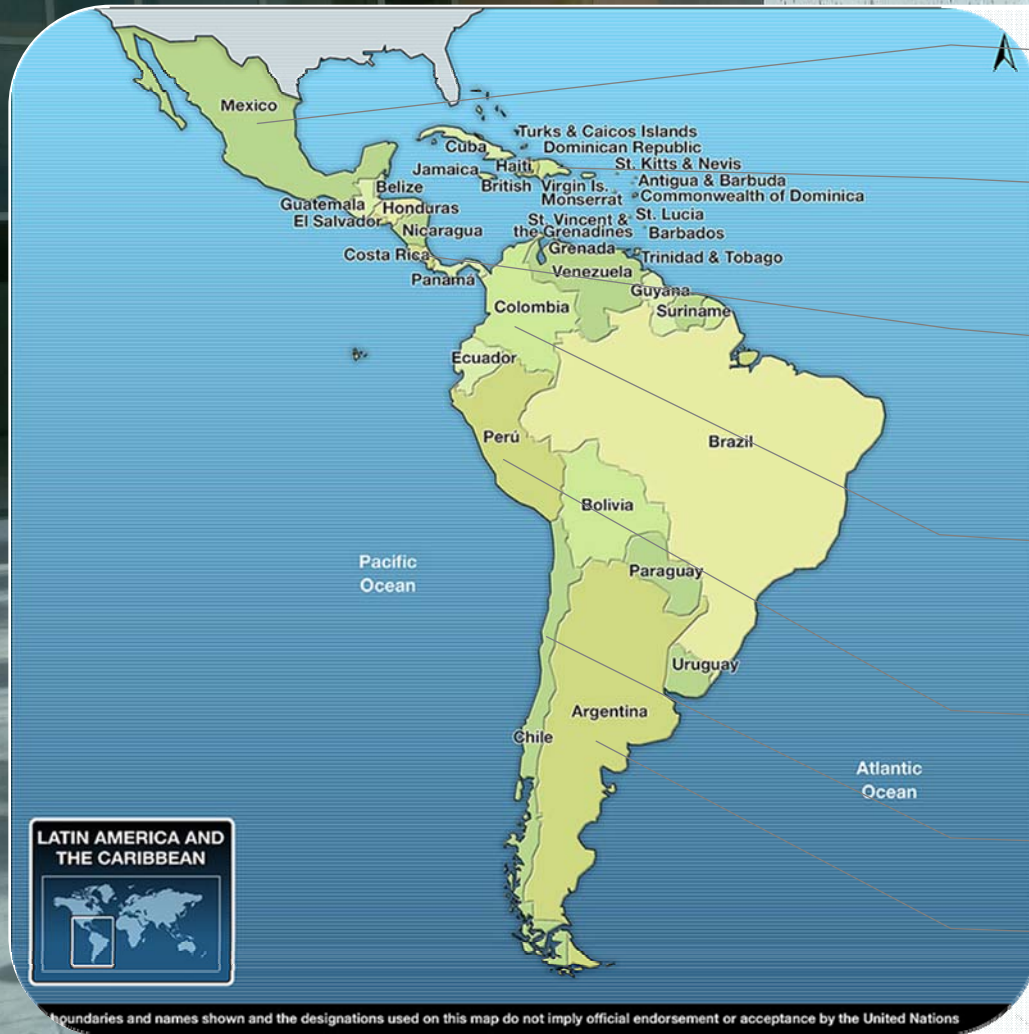 Mexico
Turks & Caicos Islands
Cuba
Dominican Republic
Haiti
St. Kitts & Nevis
Jamaica
Antigua & Barbuda
Belize
British Virgin Is.
Commonwealth of Dominica
Monserrat
Guatemala
Honduras
El Salvador
St. Vincent &
the Grenadines
St. Lucia
Nicaragua
Barbados
Grenada
Costa Rica
Trinidad & Tobago
Venezuela
Panamá
Guyana
Colombia
Suriname
Ecuador
Perú
Brazil
Bolivia
Pacific
Ocean
Paraguay
Uruguay
Argentina
Chile
Atlantic
Ocean
LATIN AMERICA AND
THE CARIBBEAN
boundaries and names shown and the designations used on this map do not imply official endorsement or acceptance by the United Nations